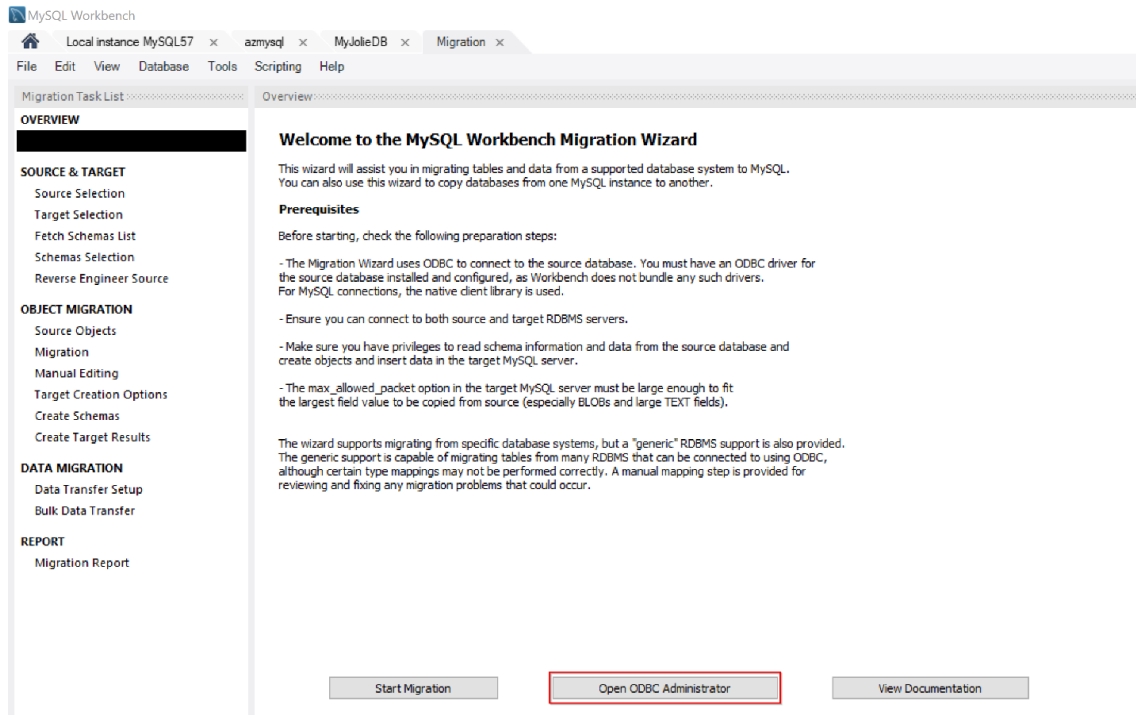 MySQL Workbench
Local instance MySQL57 × azmysql × MyJolieDB × Migration ×
File Edit View Database Tools Scripting Help
Migration Task List
Overview
OVERVIEW
SOURCE & TARGET
Source Selection
Target Selection
Fetch Schemas List
Schemas Selection
Reverse Engineer Source
OBJECT MIGRATION
Source Objects
Migration
Manual Editing
Target Creation Options
Create Schemas
Create Target Results
DATA MIGRATION
Data Transfer Setup
Bulk Data Transfer
REPORT
Migration Report
Welcome to the MySQL Workbench Migration Wizard
This wizard will assist you in migrating tables and data from a supported database system to MySQL.
You can also use this wizard to copy databases from one MySQL instance to another.
Prerequisites
Before starting, check the following preparation steps:
- The Migration Wizard uses ODBC to connect to the source database. You must have an ODBC driver for
the source database installed and configured, as Workbench does not bundle any such drivers.
For MySQL connections, the native client library is used.
- Ensure you can connect to both source and target RDBMS servers.
- Make sure you have privileges to read schema information and data from the source database and
create objects and insert data in the target MySQL server.
- The max_allowed_packet option in the target MySQL server must be large enough to fit
the largest field value to be copied from source (especially BLOBs and large TEXT fields).
The wizard supports migrating from specific database systems, but a "generic" RDBMS support is also provided.
The generic support is capable of migrating tables from many RDBMS that can be connected to using ODBC,
although certain type mappings may not be performed correctly. A manual mapping step is provided for
reviewing and fixing any migration problems that could occur.
Start Migration
Open ODBC Administrator
View Documentation